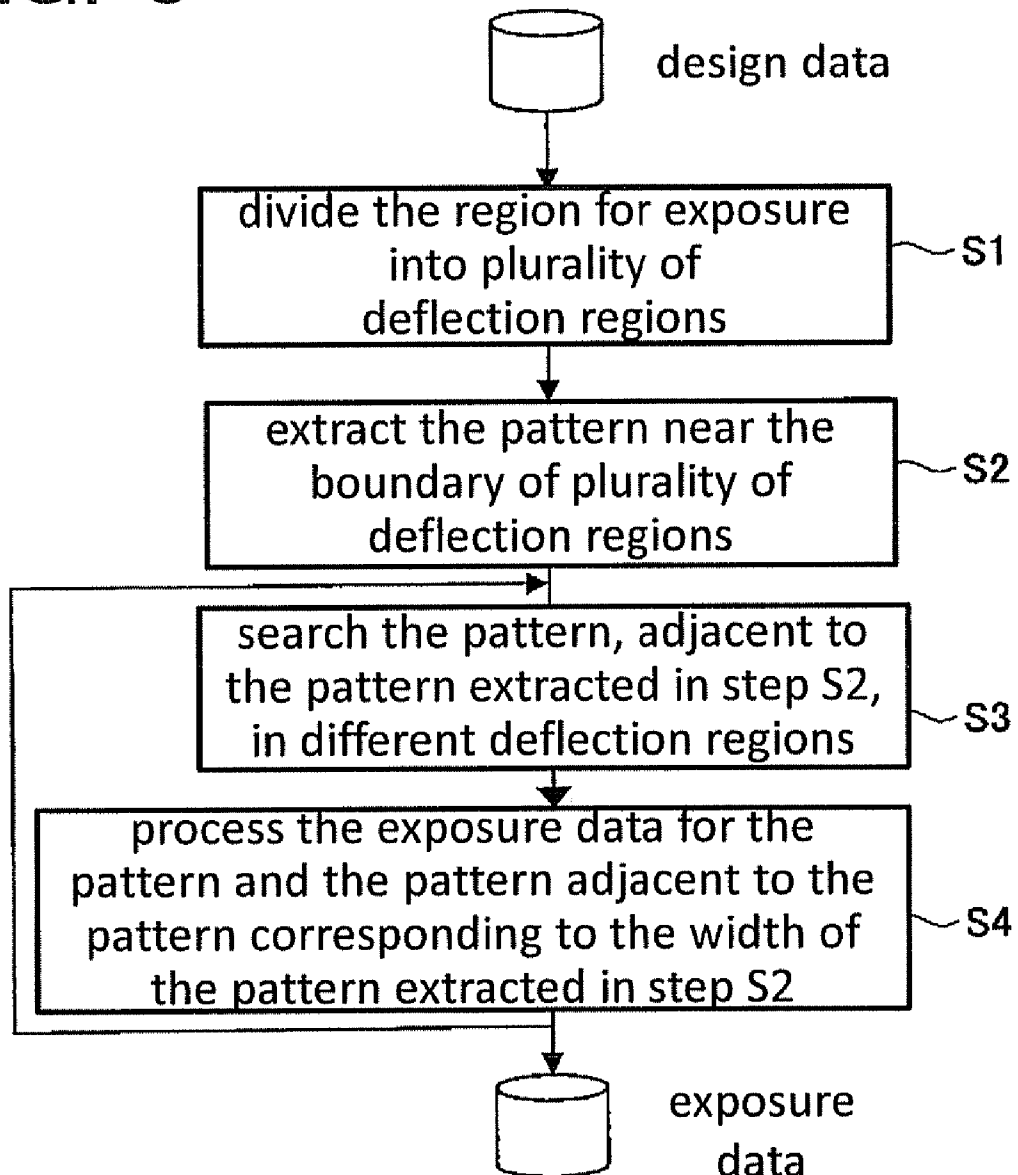 design data
divide the region for exposure
into plurality of
deflection regions
S1
extract the pattern near the
boundary of plurality of
deflection regions
S2
search the pattern, adjacent to
the pattern extracted in step S2,
in different deflection regions
S3
process the exposure data for the
pattern and the pattern adjacent to the
pattern corresponding to the width of
the pattern extracted in step S2
S4
exposure
data